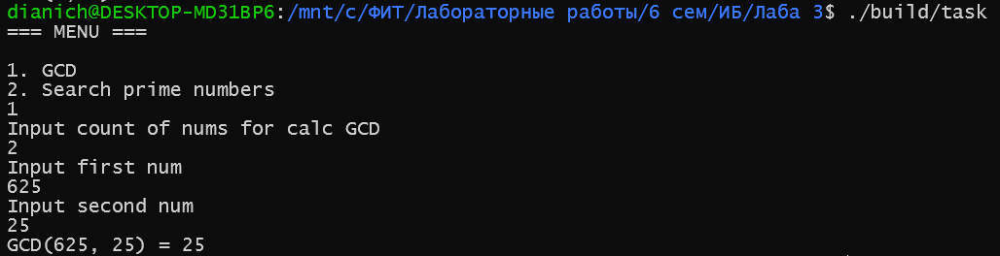 dianich@DESKTOP-MD31BP6:/mnt/c/ФИТ/Лабораторные работы/6 сем/ИБ/Лаба 3$ ./build/task
=== MENU ===
1. GCD
2. Search prime numbers
1
Input count of nums for calc GCD
2
Input first num
625
Input second num
25
GCD(625, 25) = 25